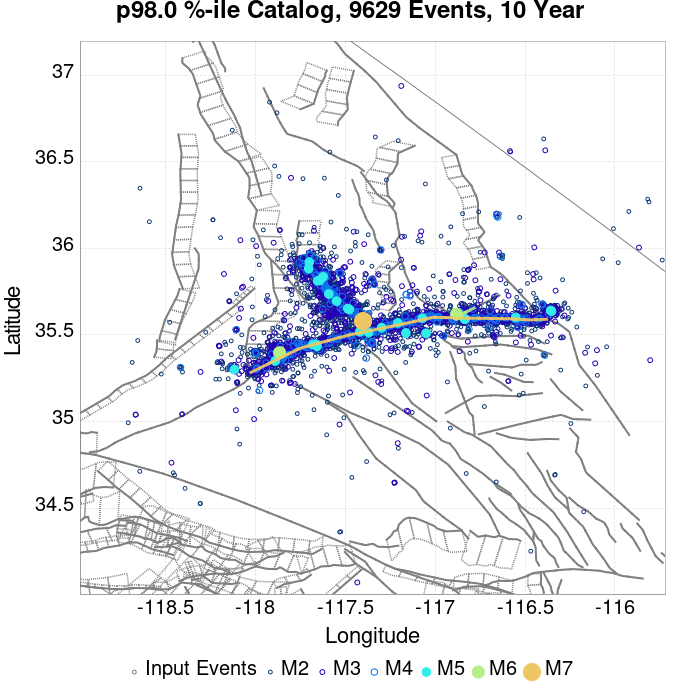 p98.0 %-ile Catalog, 9629 Events, 10 Year
37
36.5
36
35.5
35
34.5
Latitude
-118.5 -118 -117.5 -117 -116.5 -116
Longitude
Input Events M2 M3 M4 M5 M6 M7